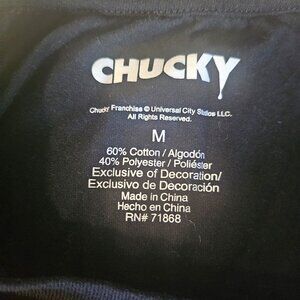 CHUCKY
Chucky Franchise © Universal City Studios LLC.
All Rights Reserved.
M
60% Cotton / Algodón
40% Polyester / Poliéster
Exclusive of Decoration/
Exclusivo de Decoración
Made in China
Hecho en China
RN# 71868